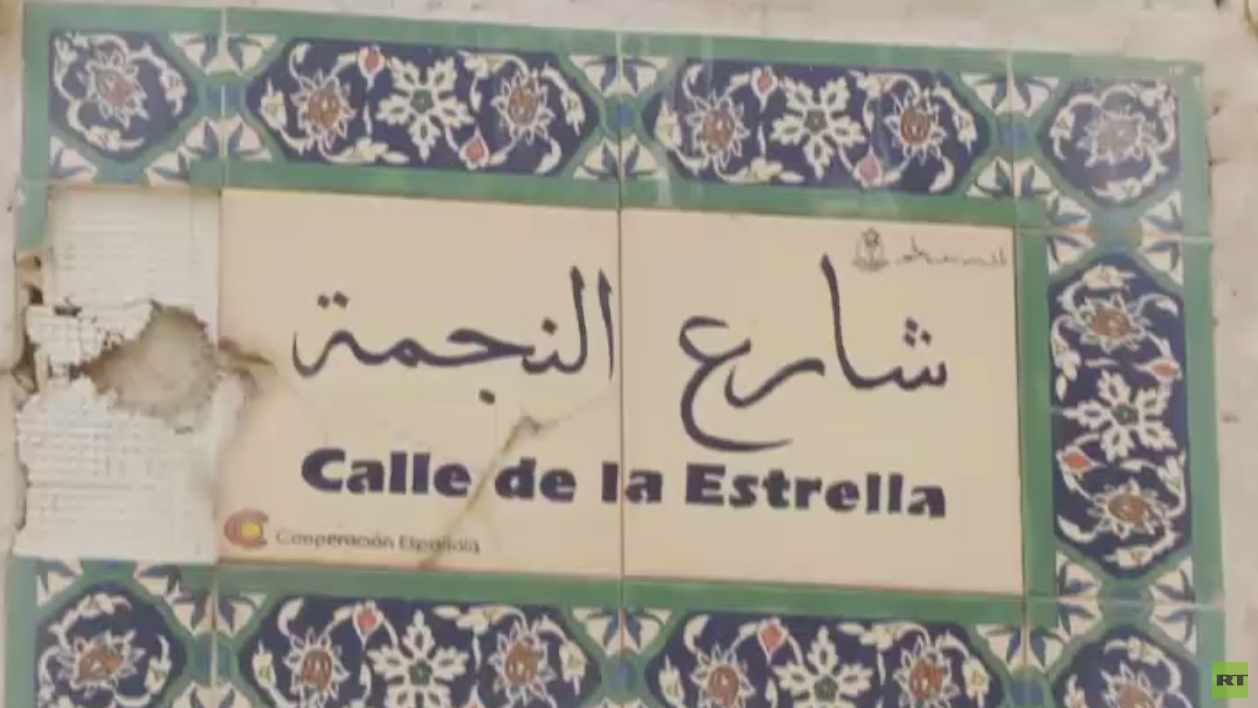 شارع النجمة
Calle de la Estrella
Cooperación Española
RT